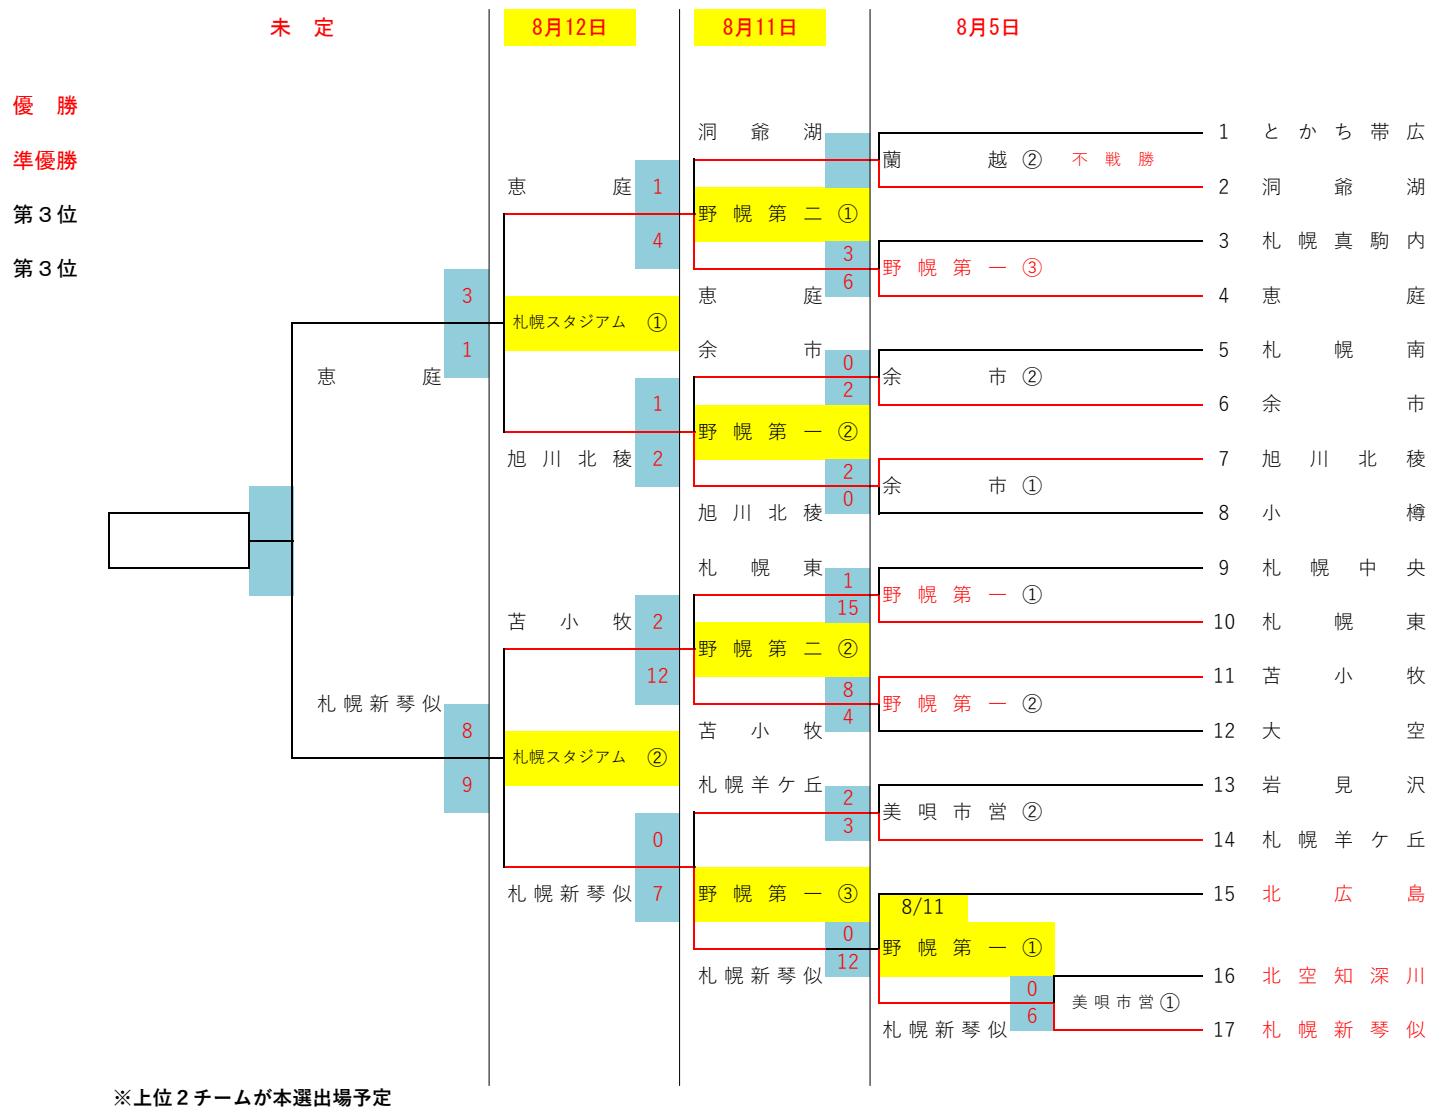 未 定 8月12日 8月11日 8月5日
優 勝
準優勝
第３位
第３位
洞爺湖
1 とかち帯広
蘭越② 不戦勝
恵庭 1
2 洞爺湖
野幌第二①
4
3
3 札幌真駒内
野幌第一③
6
恵庭
4 恵庭
3
札幌スタジアム ①
1
余市
0
5 札幌南
恵庭
余市②
2
1
6 余市
野幌第一②
旭川北稜 2
2
7 旭川北稜
余市①
0
旭川北稜
8 小樽
札幌東
1
9 札幌中央
野幌第一①
15
苫小牧 2
10 札幌東
野幌第二②
12
8
11 苫小牧
札幌新琴似
野幌第一②
4
8
苫小牧
12 大空
札幌スタジアム ②
9
札幌羊ケ丘
2
13 岩見沢
美唄市営②
3
0
14 札幌羊ケ丘
札幌新琴似 7
野幌第一③
8/11
15 北広島
0
野幌第一①
12
札幌新琴似
16 北空知深川
0
美唄市営①
6
札幌新琴似
17 札幌新琴似
※上位２チームが本選出場予定